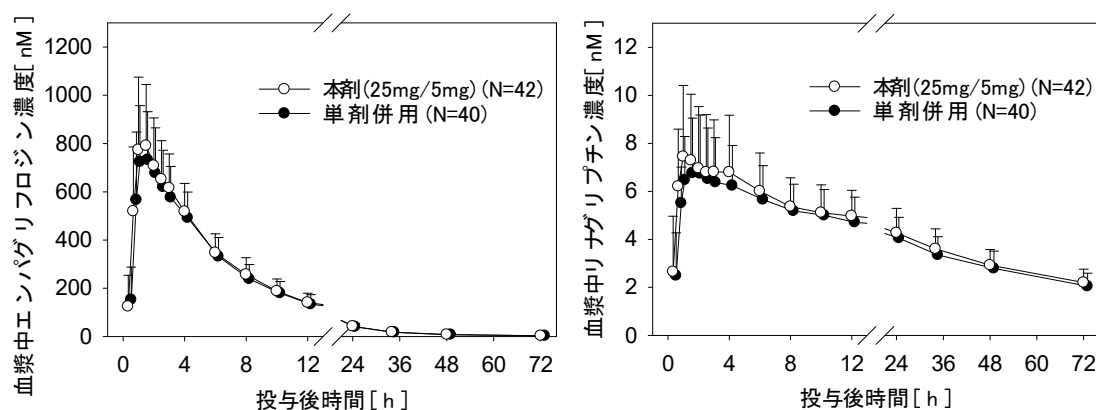 血漿中エンパグリフロジン濃度[nM]
1200
1000
800
600
400
200
0
本剤(25mg/5mg)(N=42)
単剤併用(N=40)
0 4 8 12 24 36 48 60 72
投与後時間[h]
血漿中リナグリプチン濃度[nM]
12
10
8
6
4
2
0
本剤(25mg/5mg)(N=42)
単剤併用(N=40)
0 4 8 12 24 36 48 60 72
投与後時間[h]